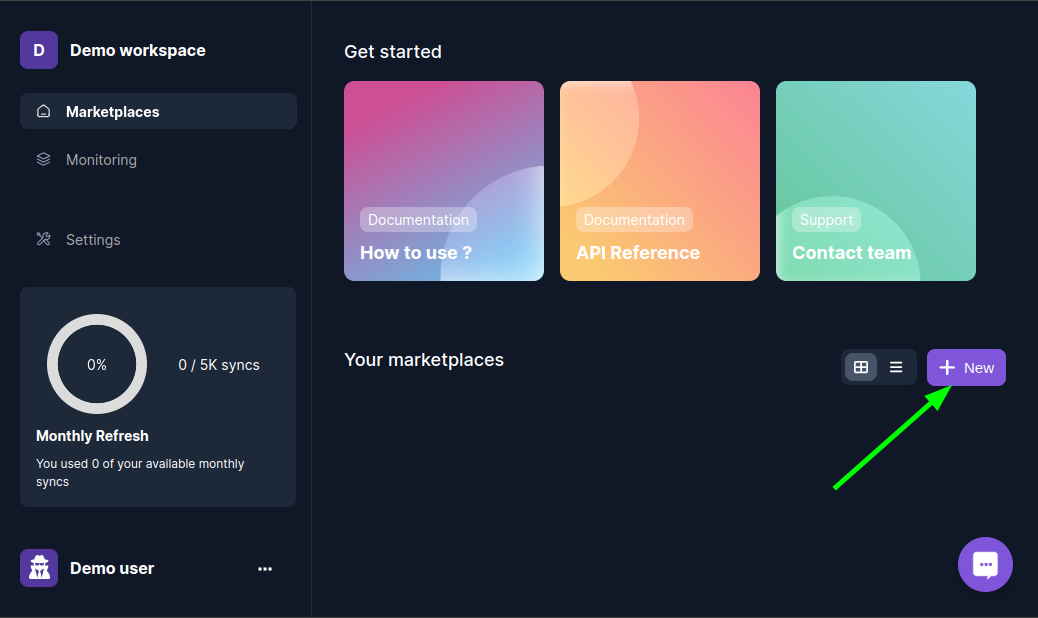 D
Demo workspace
Marketplaces
Monitoring
Settings
0%
0 / 5K syncs
Monthly Refresh
You used 0 of your available monthly
syncs
Demo user
Get started
Documentation
How to use ?
Documentation
API Reference
Support
Contact team
Your marketplaces
New